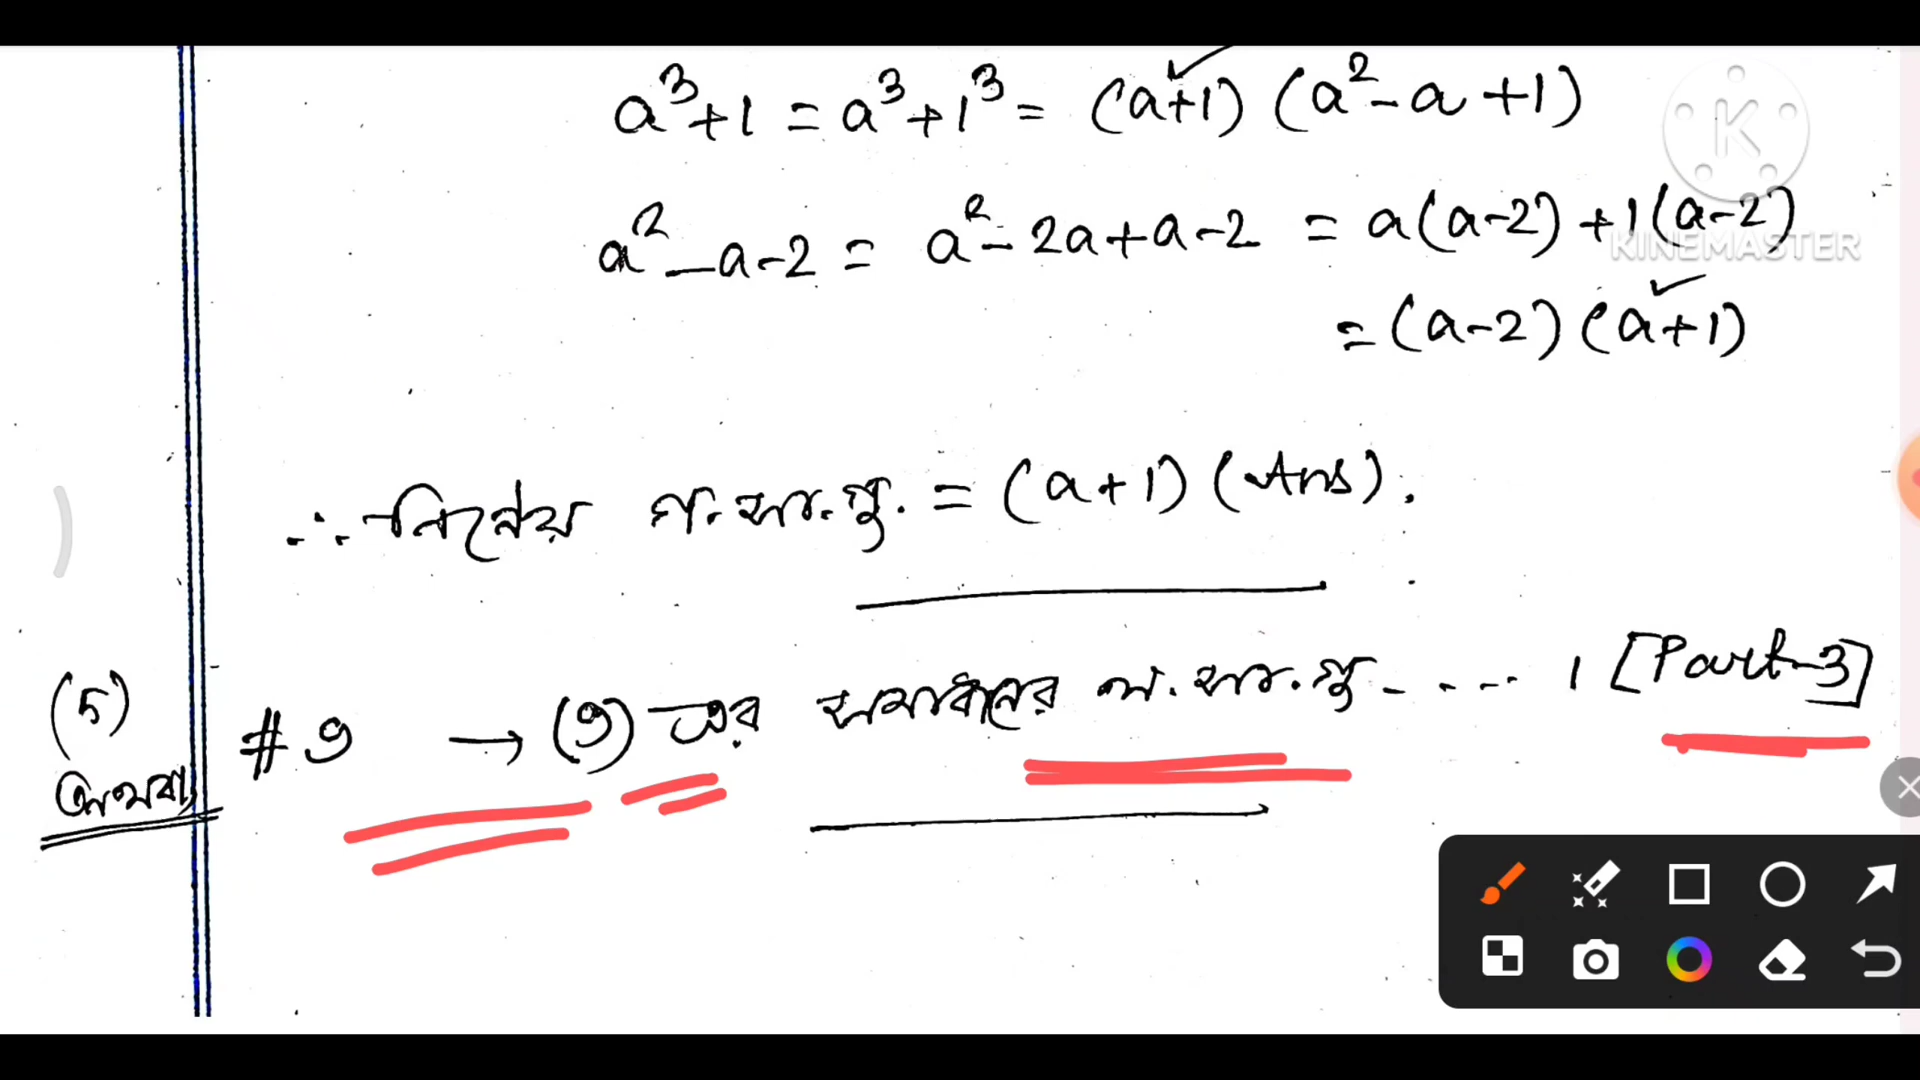 a³+1 = a³+1³ = (a+1) (a²-a+1)
a²-a-2 = a²-2a+a-2 = a(a-2)+1(a-2)
KINEMASTER
= (a-2) (a+1)
∴ নির্ণেয় গ.সা.গু. = (a+1) (Ans).
(5) # ৩ → (৩) এর সমাধানের ল.সা.গু - . . . । [Part-3]
অথবা